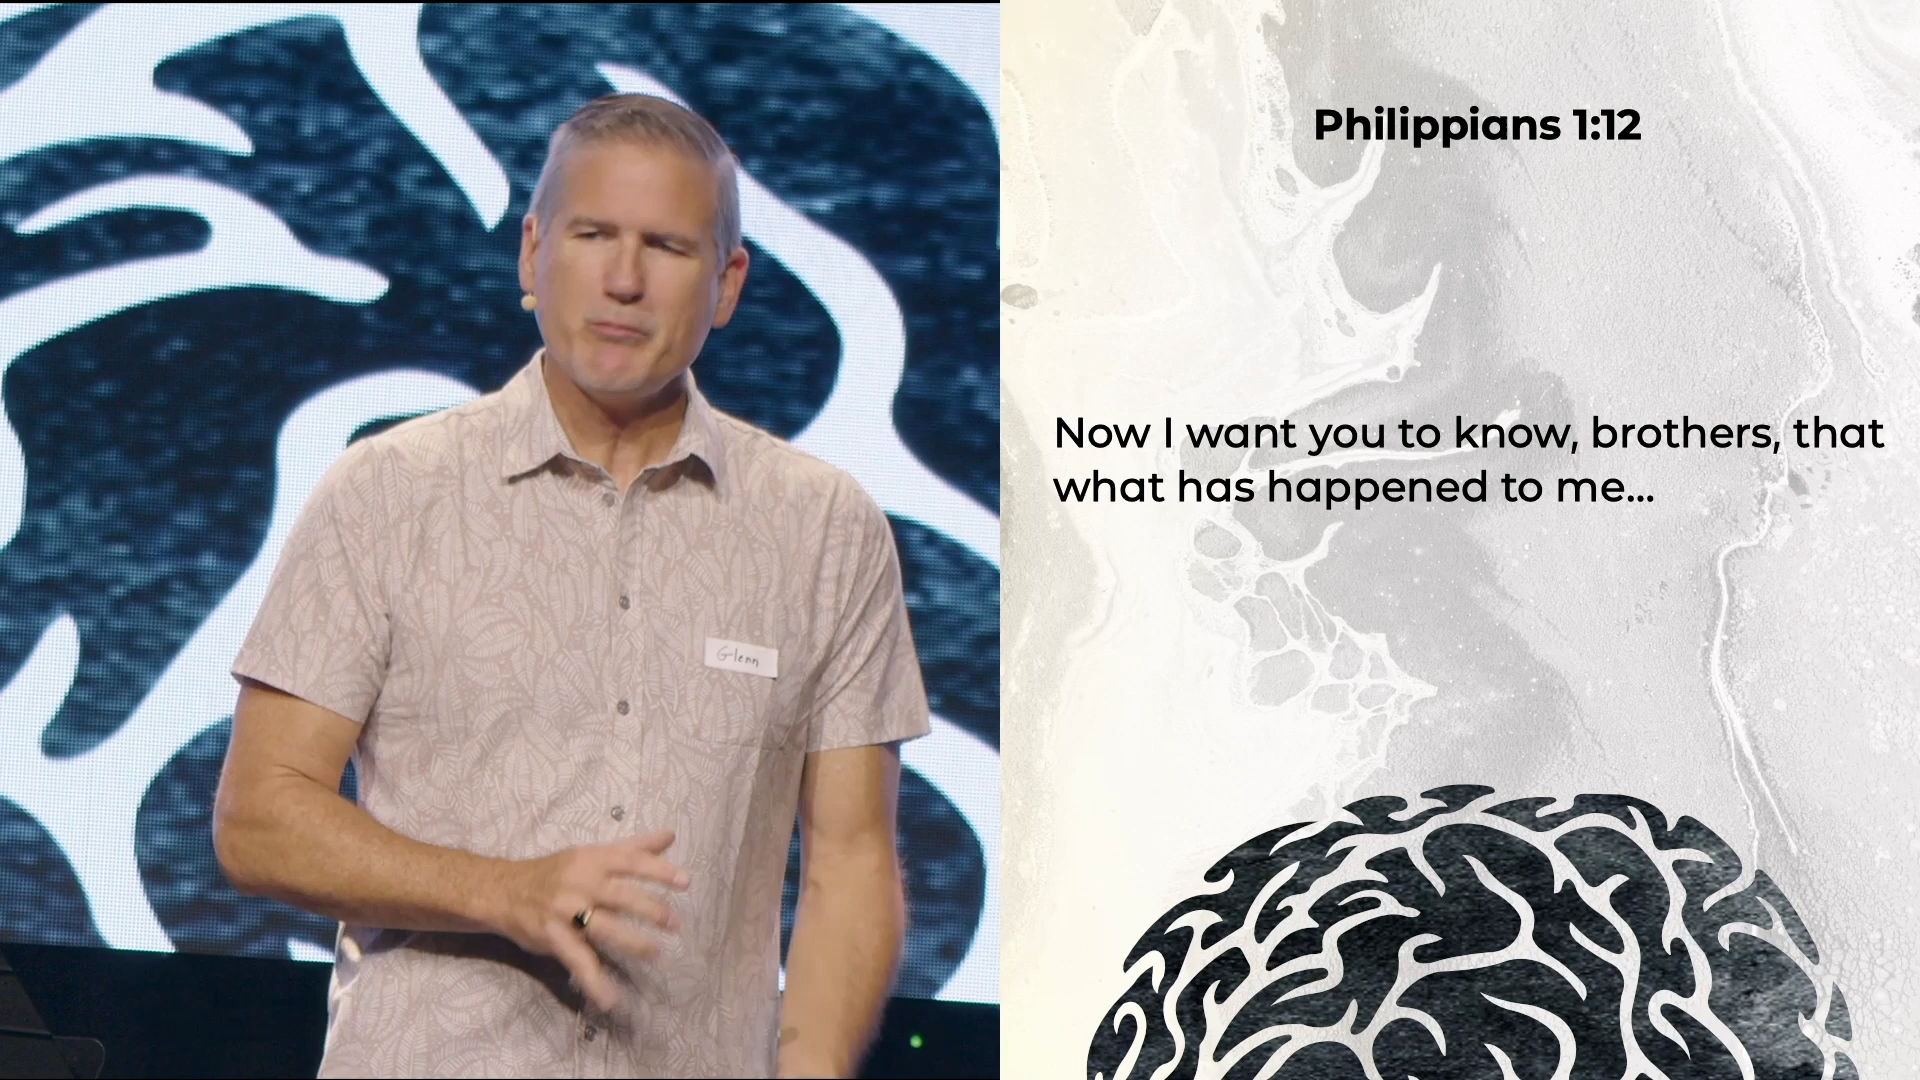 Glenn
Philippians 1:12
Now I want you to know, brothers, that
what has happened to me...